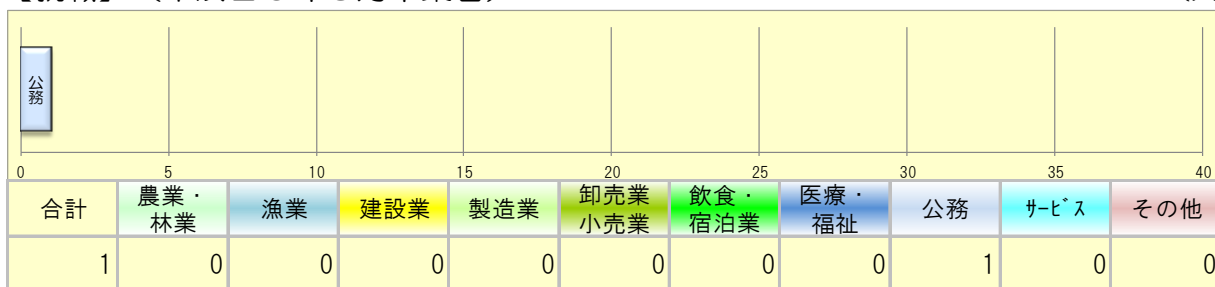 公務
0 5 10 15 20 25 30 35 40
合計 農業・林業 漁業 建設業 製造業 卸売業小売業 飲食・宿泊業 医療・福祉 公務 ｻｰﾋﾞｽ その他
1 0 0 0 0 0 0 0 1 0 0